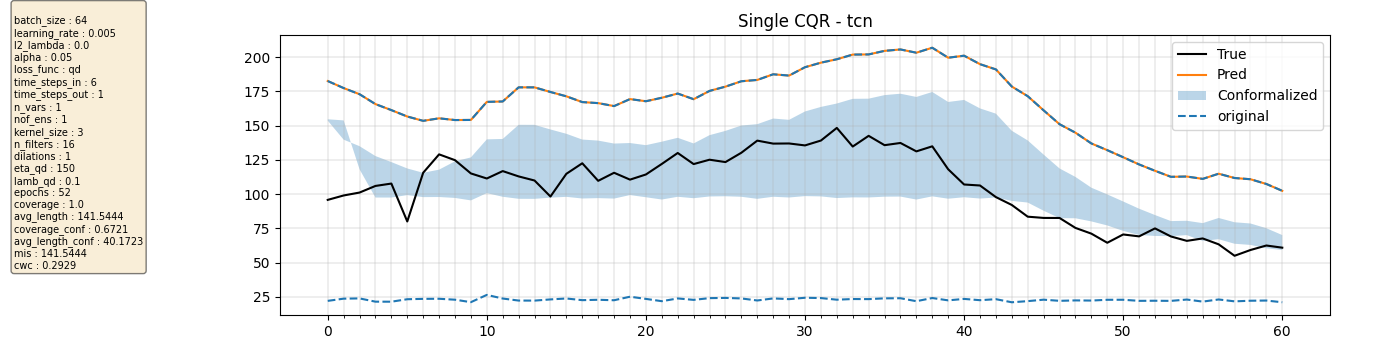 batch_size : 64
learning_rate : 0.005
l2_lambda : 0.0
alpha : 0.05
loss_func : qd
time_steps_in : 6
time_steps_out : 1
n_vars : 1
nof_ens : 1
kernel_size : 3
n_filters : 16
dilations : 1
eta_qd : 150
lamb_qd : 0.1
epochs : 52
coverage : 1.0
avg_length : 141.5444
coverage_conf : 0.6721
avg_length_conf : 40.1723
mis : 141.5444
cwc : 0.2929
Single CQR - tcn
200
175
150
125
100
75
50
25
0 10 20 30 40 50 60
True
Pred
Conformalized
original